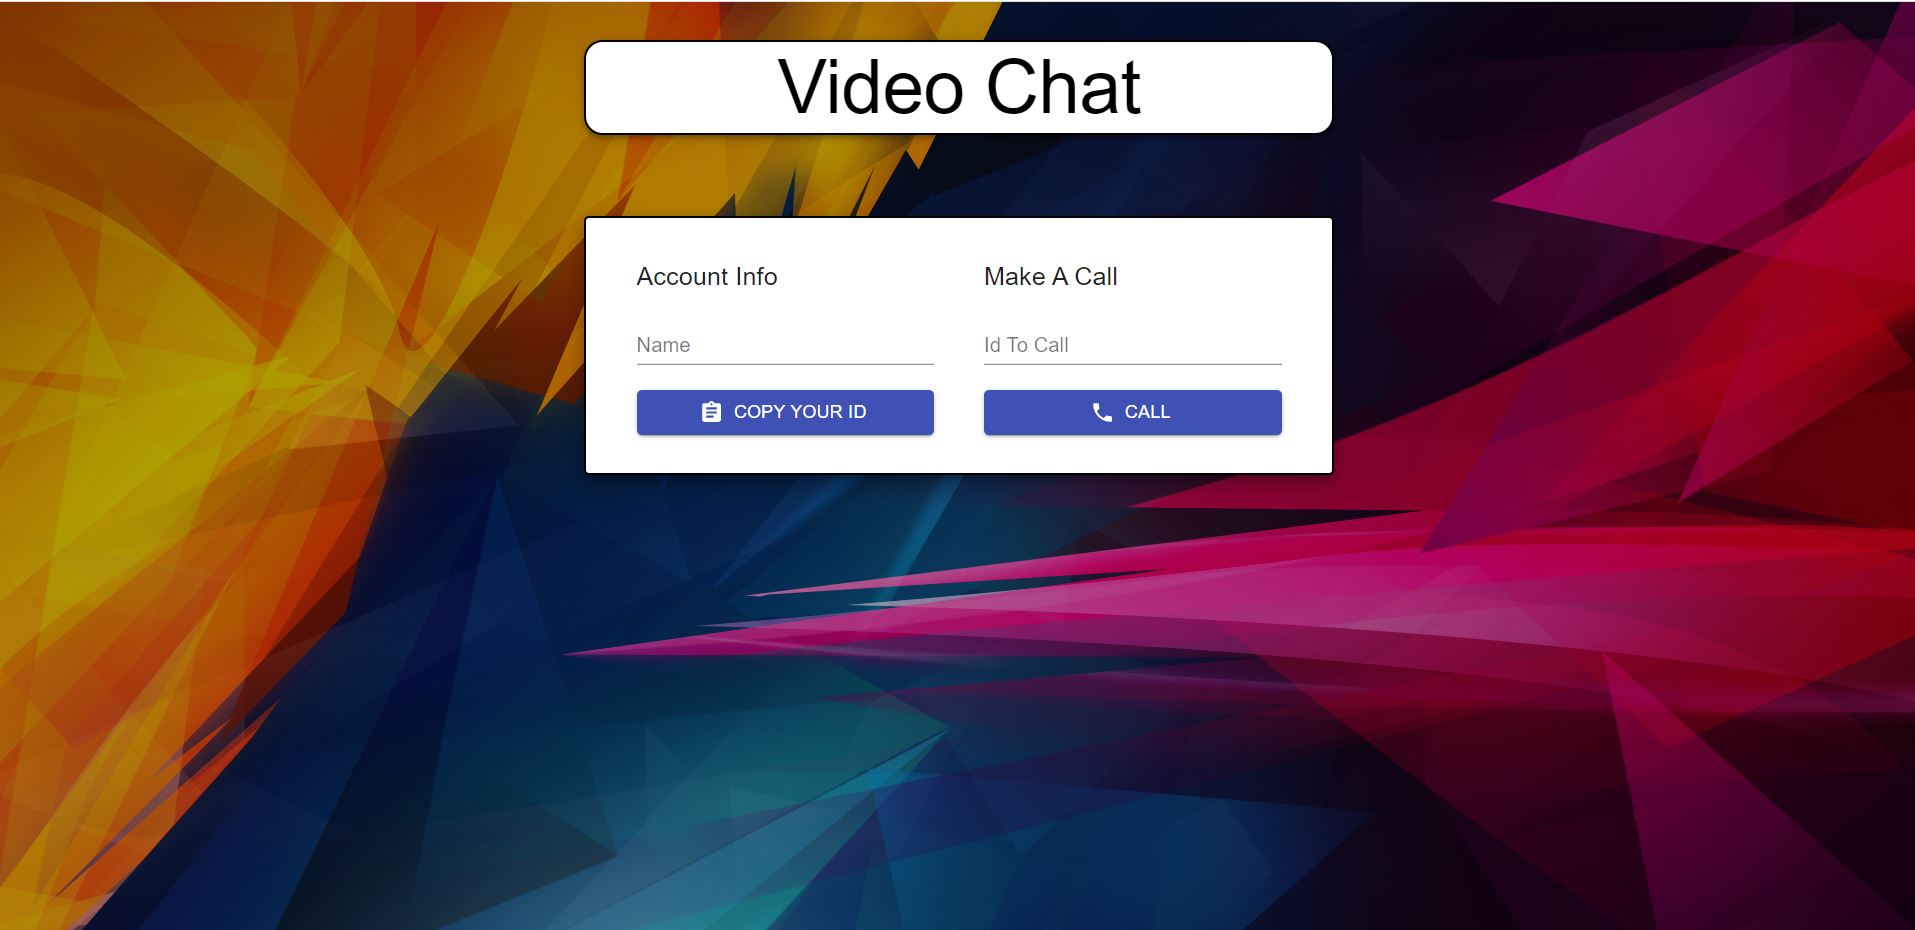 Video Chat
Account Info
Name
COPY YOUR ID
Make A Call
Id To Call
CALL